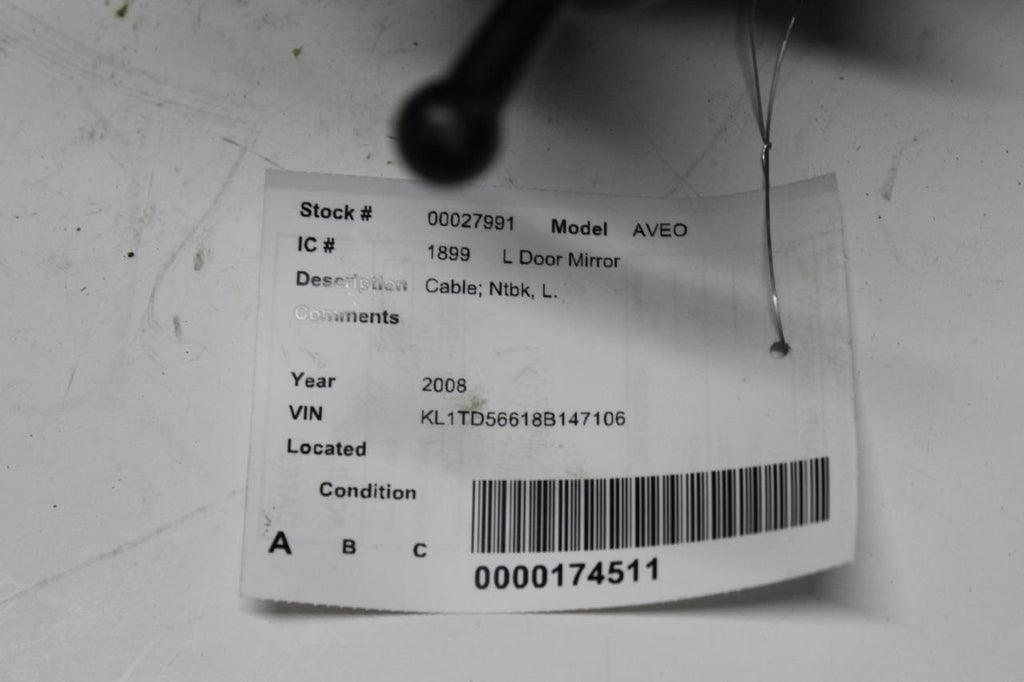 Stock # 00027991 Model AVEO
IC # 1899 L Door Mirror
Description Cable; Ntbk, L.
Comments
Year 2008
VIN KL1TD56618B147106
Located
Condition
A B C
0000174511